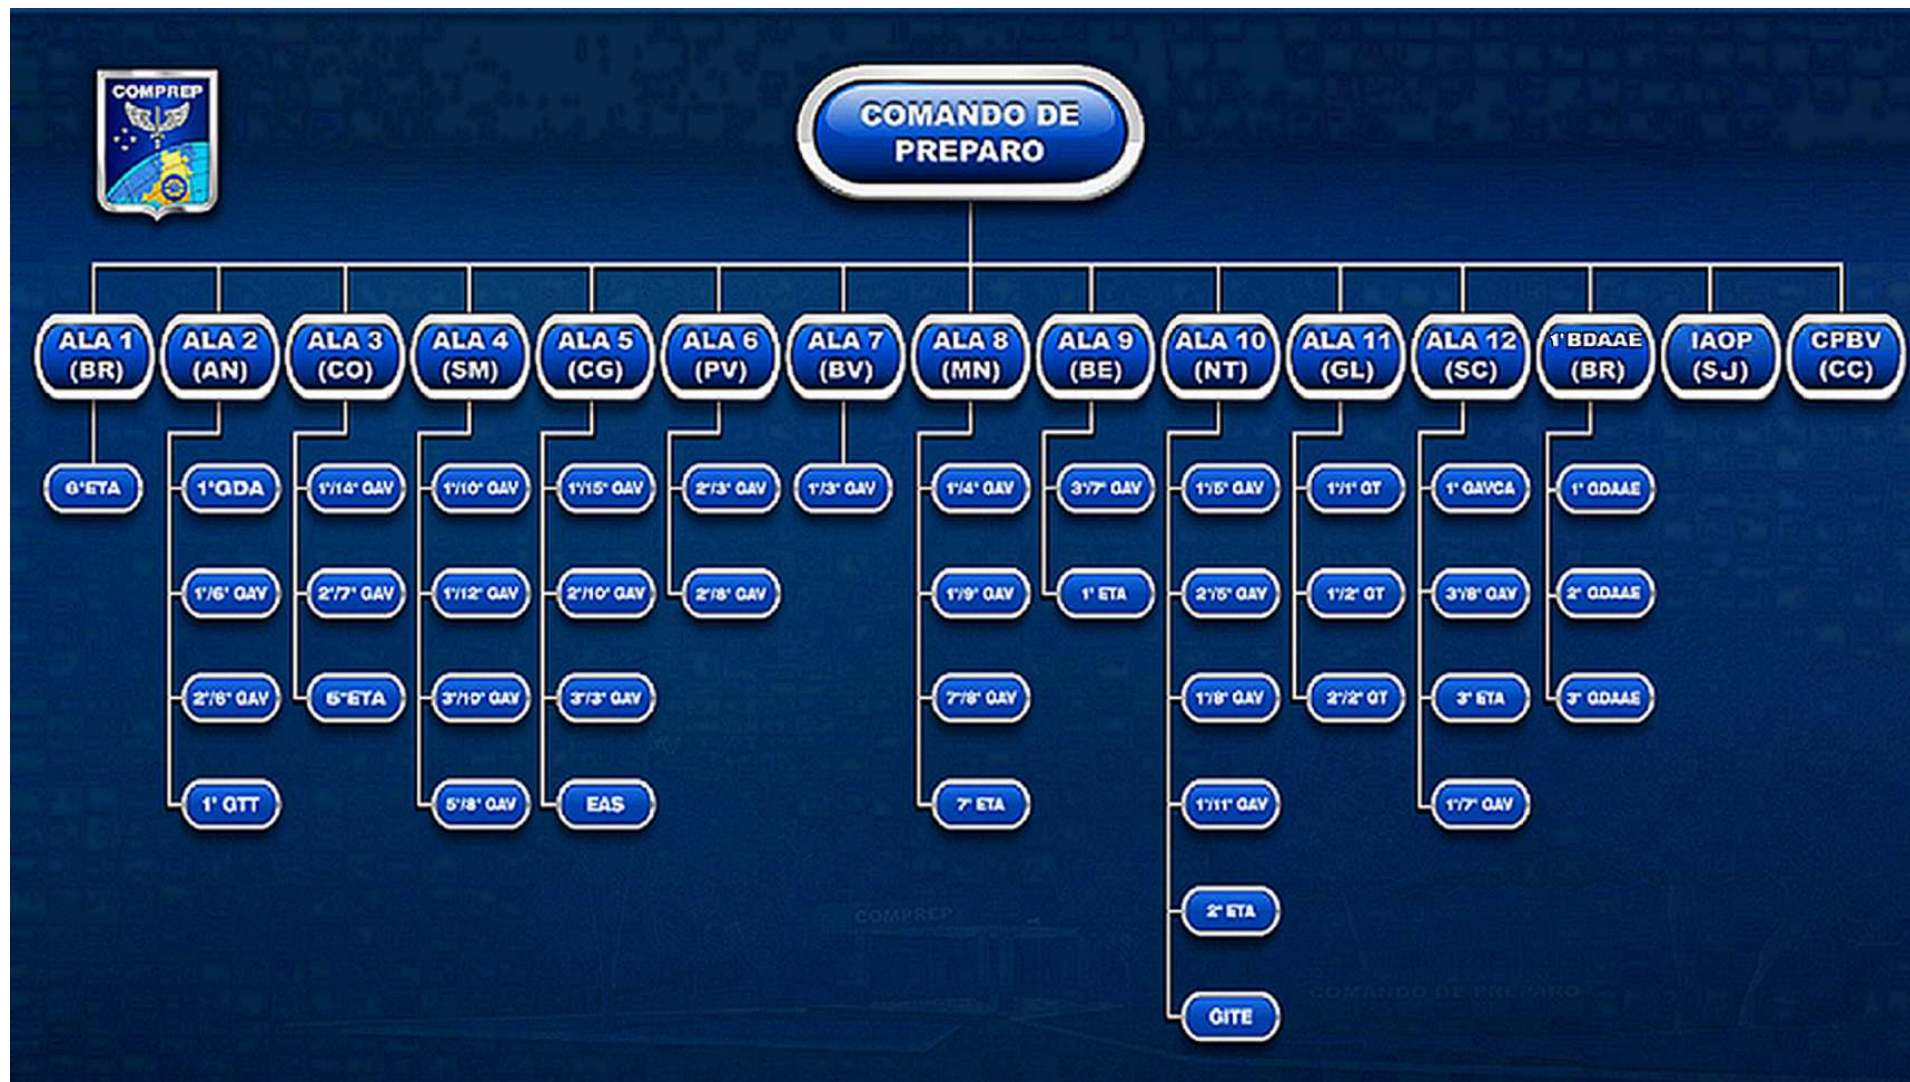 COMPREP
COMANDO DE
PREPARO
ALA 1
(BR)
ALA 2
(AN)
ALA 3
(CO)
ALA 4
(SM)
ALA 5
(CG)
ALA 6
(PV)
ALA 7
(BV)
ALA 8
(MN)
ALA 9
(BE)
ALA 10
(NT)
ALA 11
(GL)
ALA 12
(SC)
1°BDAAE
(BR)
IAOP
(SJ)
CPBV
(CC)
6°ETA
1°GDA
1°/14° GAV
1°/10° GAV
1°/15° GAV
2°/3° GAV
1°/3° GAV
1°/4° GAV
3°/7° GAV
1°/5° GAV
1°/1° GT
1° GAVCA
1° GDAAE
1°/6° GAV
2°/7° GAV
1°/12° GAV
2°/10° GAV
2°/8° GAV
1°/9° GAV
1° ETA
2°/5° GAV
1°/2° GT
3°/8° GAV
2° GDAAE
2°/6° GAV
5°ETA
3°/10° GAV
3°/3° GAV
7°/8° GAV
1°/8° GAV
2°/2° GT
3° ETA
3° GDAAE
1° GTT
5°/8° GAV
EAS
7° ETA
1°/11° GAV
1°/7° GAV
2° ETA
COMPREP
GITE
COMANDO DE PREPARO